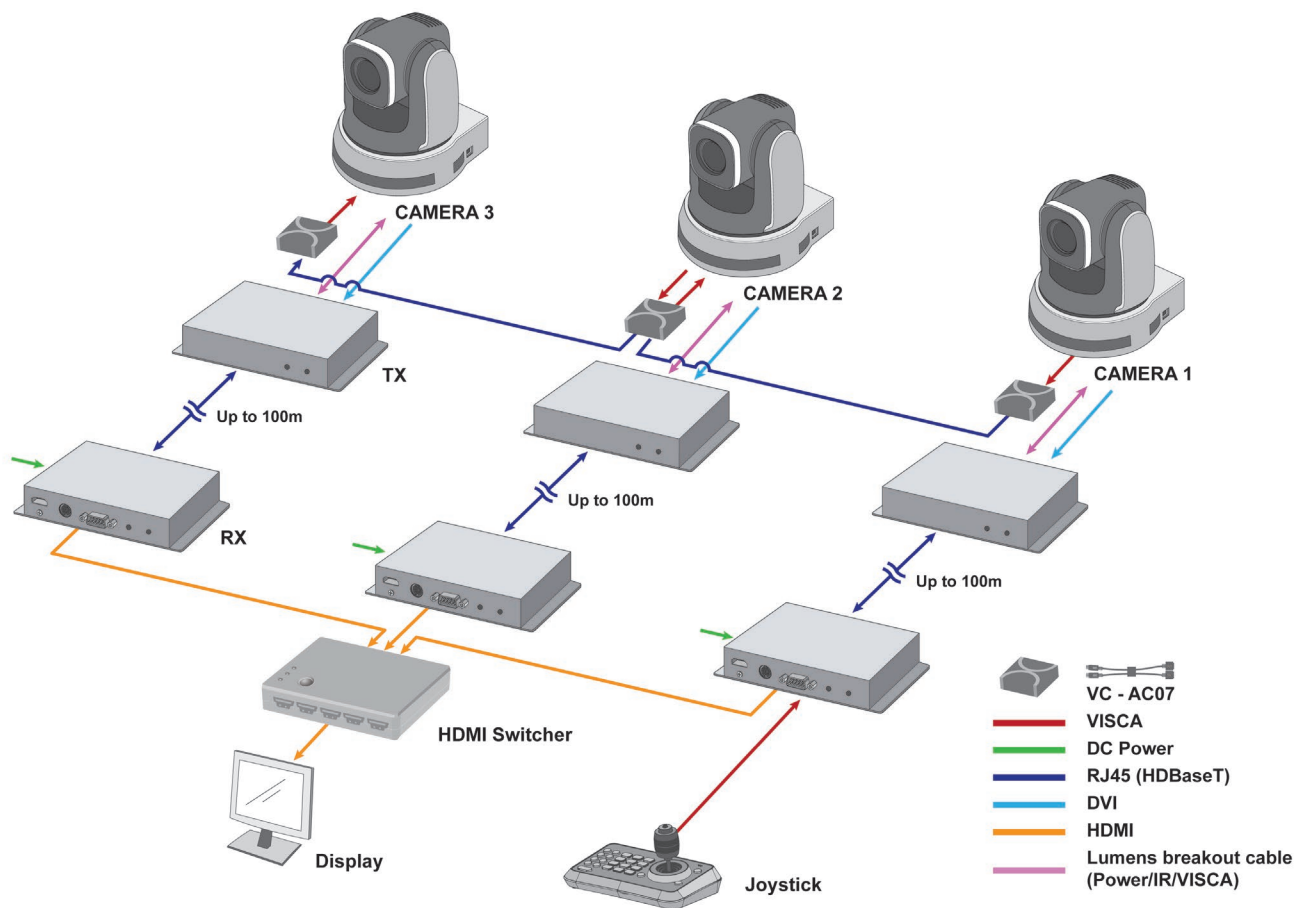 CAMERA 3
CAMERA 2
CAMERA 1
TX
Up to 100m
Up to 100m
Up to 100m
RX
HDMI Switcher
Display
Joystick
VC - AC07
VISCA
DC Power
RJ45 (HDBaseT)
DVI
HDMI
Lumens breakout cable
(Power/IR/VISCA)